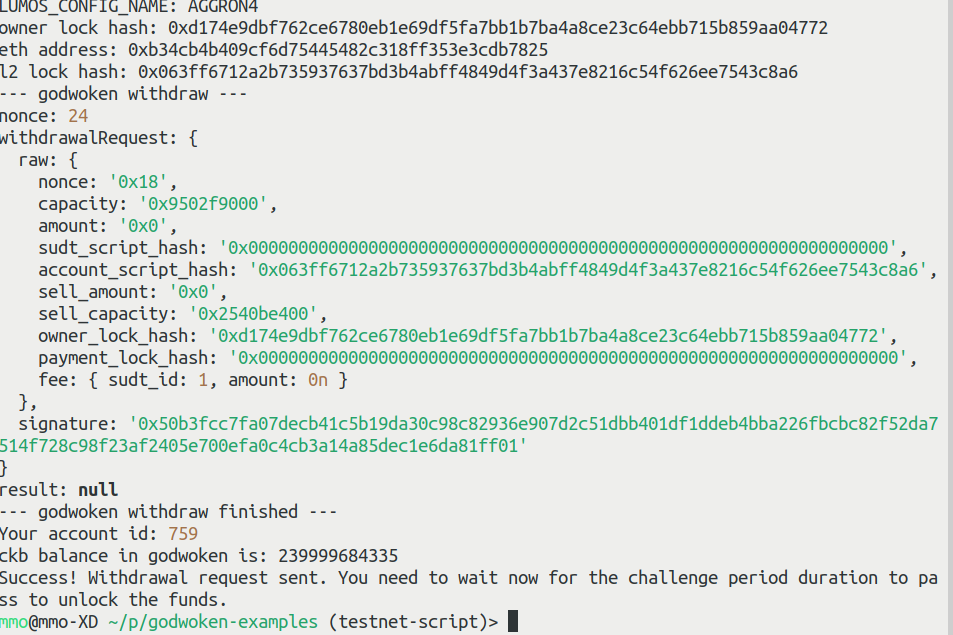 LUMOS_CONFIG_NAME: AGGRON4
owner lock hash: 0xd174e9dbf762ce6780eb1e69df5fa7bb1b7ba4a8ce23c64ebb715b859aa04772
eth address: 0xb34cb4b409cf6d75445482c318ff353e3cdb7825
l2 lock hash: 0x063ff6712a2b735937637bd3b4abff4849d4f3a437e8216c54f626ee7543c8a6
--- godwoken withdraw ---
nonce: 24
withdrawalRequest: {
  raw: {
    nonce: '0x18',
    capacity: '0x9502f9000',
    amount: '0x0',
    sudt_script_hash: '0x0000000000000000000000000000000000000000000000000000000000000000',
    account_script_hash: '0x063ff6712a2b735937637bd3b4abff4849d4f3a437e8216c54f626ee7543c8a6',
    sell_amount: '0x0',
    sell_capacity: '0x2540be400',
    owner_lock_hash: '0xd174e9dbf762ce6780eb1e69df5fa7bb1b7ba4a8ce23c64ebb715b859aa04772',
    payment_lock_hash: '0x0000000000000000000000000000000000000000000000000000000000000000',
    fee: { sudt_id: 1, amount: 0n }
  },
  signature: '0x50b3fcc7fa07decb41c5b19da30c98c82936e907d2c51dbb401df1ddeb4bba226fbcbc82f52da7
514f728c98f23af2405e700efa0c4cb3a14a85dec1e6da81ff01'
}
result: null
--- godwoken withdraw finished ---
Your account id: 759
ckb balance in godwoken is: 239999684335
Success! Withdrawal request sent. You need to wait now for the challenge period duration to pa
ss to unlock the funds.
mmo@mmo-XD ~/p/godwoken-examples (testnet-script)>